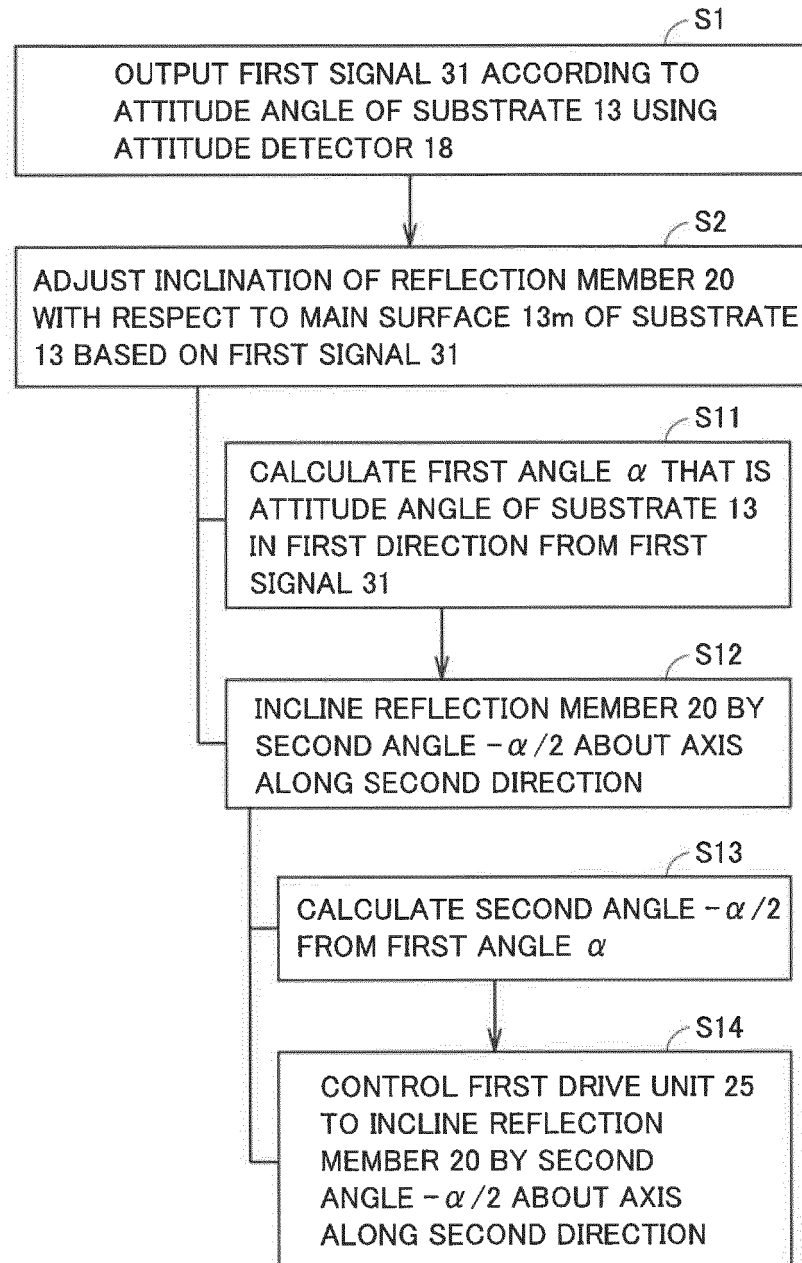 S1
OUTPUT FIRST SIGNAL 31 ACCORDING TO
ATTITUDE ANGLE OF SUBSTRATE 13 USING
ATTITUDE DETECTOR 18
S2
ADJUST INCLINATION OF REFLECTION MEMBER 20
WITH RESPECT TO MAIN SURFACE 13m OF SUBSTRATE
13 BASED ON FIRST SIGNAL 31
S11
CALCULATE FIRST ANGLE α THAT IS
ATTITUDE ANGLE OF SUBSTRATE 13
IN FIRST DIRECTION FROM FIRST
SIGNAL 31
S12
INCLINE REFLECTION MEMBER 20 BY
SECOND ANGLE -α/2 ABOUT AXIS
ALONG SECOND DIRECTION
S13
CALCULATE SECOND ANGLE -α/2
FROM FIRST ANGLE α
S14
CONTROL FIRST DRIVE UNIT 25
TO INCLINE REFLECTION
MEMBER 20 BY SECOND
ANGLE -α/2 ABOUT AXIS
ALONG SECOND DIRECTION